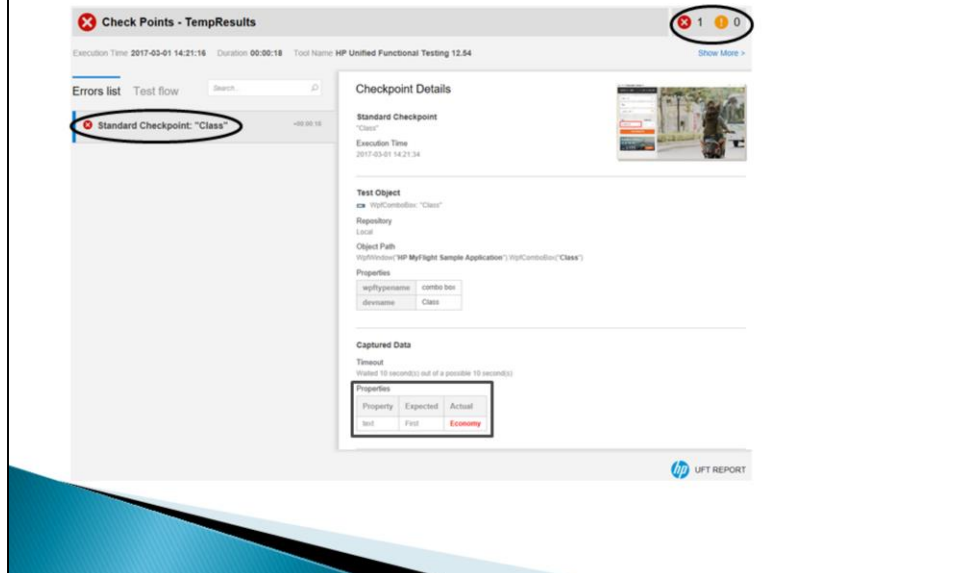 Check Points - TempResults
1 0
Execution Time 2017-03-01 14:21:16 Duration 00:00:18 Tool Name HP Unified Functional Testing 12.54
Show More >
Errors list Test flow
Search...
Standard Checkpoint: "Class"
+00:00:18
Checkpoint Details
Standard Checkpoint
"Class"
Execution Time
2017-03-01 14:21:34
Test Object
WpfComboBox: "Class"
Repository
Local
Object Path
WpfWindow("HP MyFlight Sample Application").WpfComboBox("Class")
Properties
wpftypename combo box
devname Class
Captured Data
Timeout
Waited 10 second(s) out of a possible 10 second(s)
Properties
Property Expected Actual
text First Economy
hp UFT REPORT